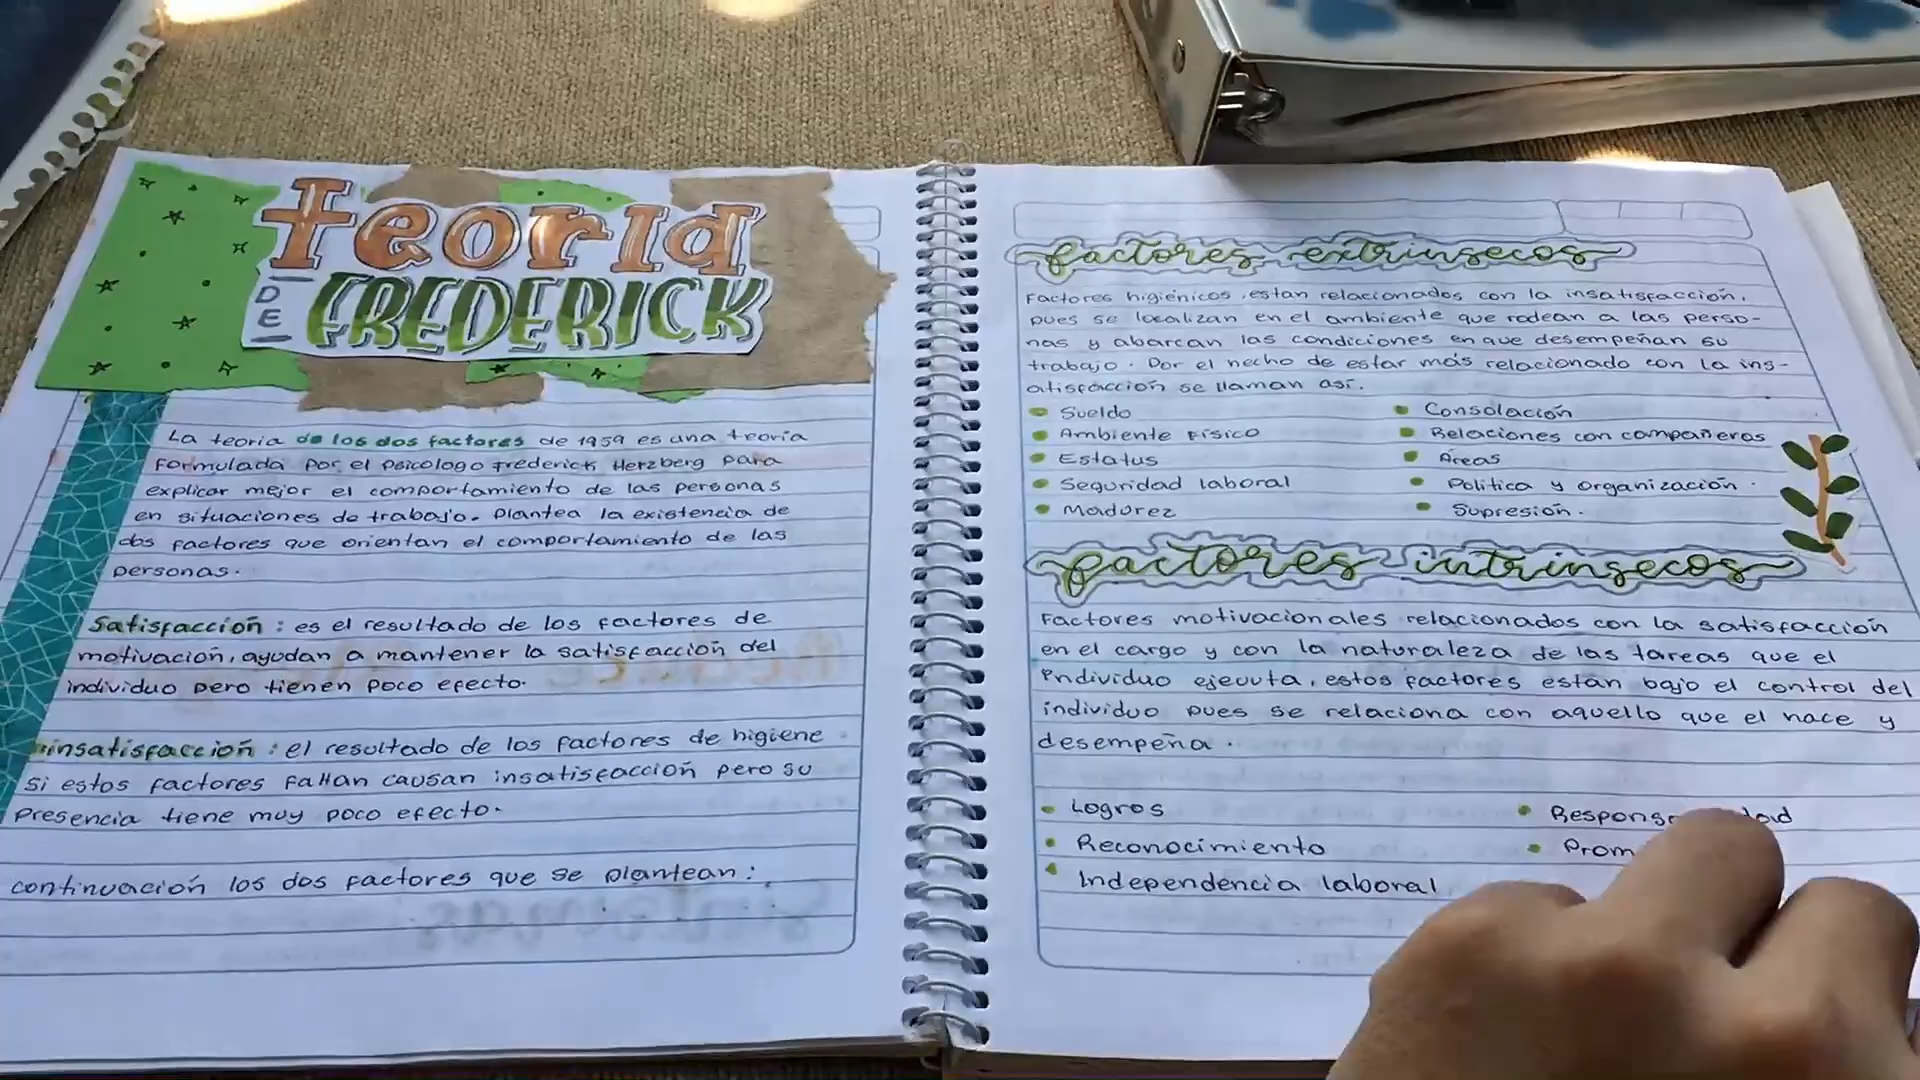 teoria
DE
FREDERICK
La teoria de los dos factores de 1959 es una teoria
formulada por el psicologo Frederick Herzberg para
explicar mejor el comportamiento de las personas
en situaciones de trabajo. Plantea la existencia de
dos factores que orientan el comportamiento de las
personas.
Satisfacción : es el resultado de los factores de
motivación, ayudan a mantener la satisfacción del
individuo pero tienen poco efecto.
insatisfacción : el resultado de los factores de higiene
si estos factores faltan causan insatisfacción pero su
presencia tiene muy poco efecto.
continuación los dos factores que se plantean :
factores extrinsecos
Factores higiénicos, estan relacionados con la insatisfacción,
pues se localizan en el ambiente que rodean a las perso-
nas y abarcan las condiciones en que desempeñan su
trabajo. Por el hecho de estar más relacionado con la ins-
atisfacción se llaman así.
Sueldo
Ambiente Físico
Estatus
Seguridad laboral
Madurez
Consolación
Relaciones con compañeros
Áreas
Politica y organización.
Supresión.
factores intrinsecos
Factores motivacionales relacionados con la satisfacción
en el cargo y con la naturaleza de las tareas que el
individuo ejecuta, estos factores están bajo el control del
individuo pues se relaciona con aquello que el hace y
desempeña.
Logros
Reconocimiento
Independencia laboral